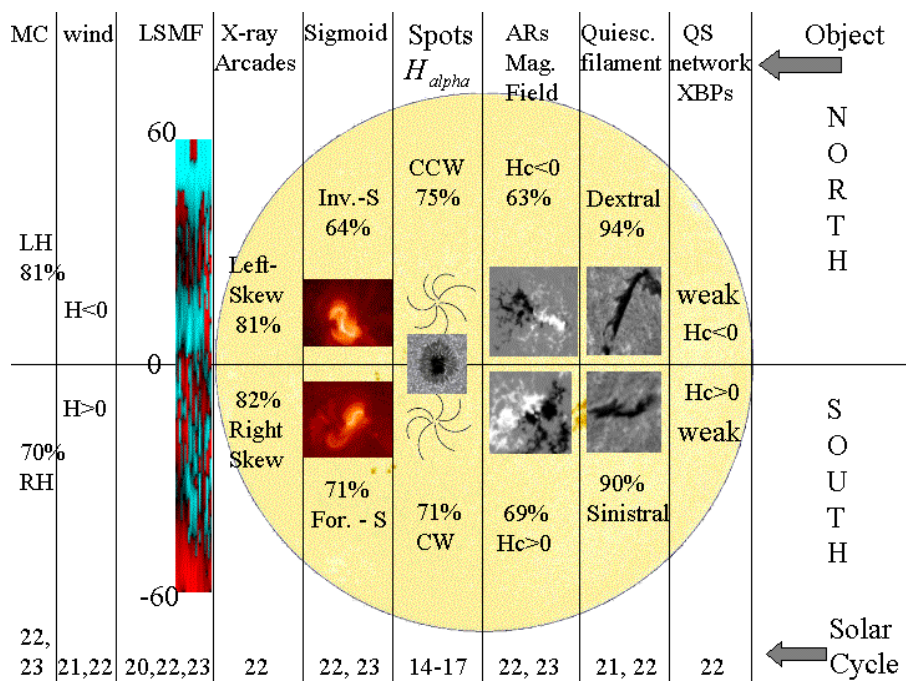 MC wind LSMF X-ray Sigmoid Spots ARs Quiesc. QS Object
Arcades H alpha Mag. filament network
Field XBPs
60
CCW Hc<0
Inv.-S 75% 63% Dextral
64% 94%
LH
81%
Left-
Skew
81%
H<0
weak
Hc<0
0
H>0
82%
Right
Skew
Hc>0
weak
70%
RH
71% 90%
For. - S 71% 69% Sinistral
CW Hc>0
-60
N
O
R
T
H
S
O
U
T
H
22, Solar
23 21,22 20,22,23 22 22, 23 14-17 22, 23 21, 22 22 Cycle